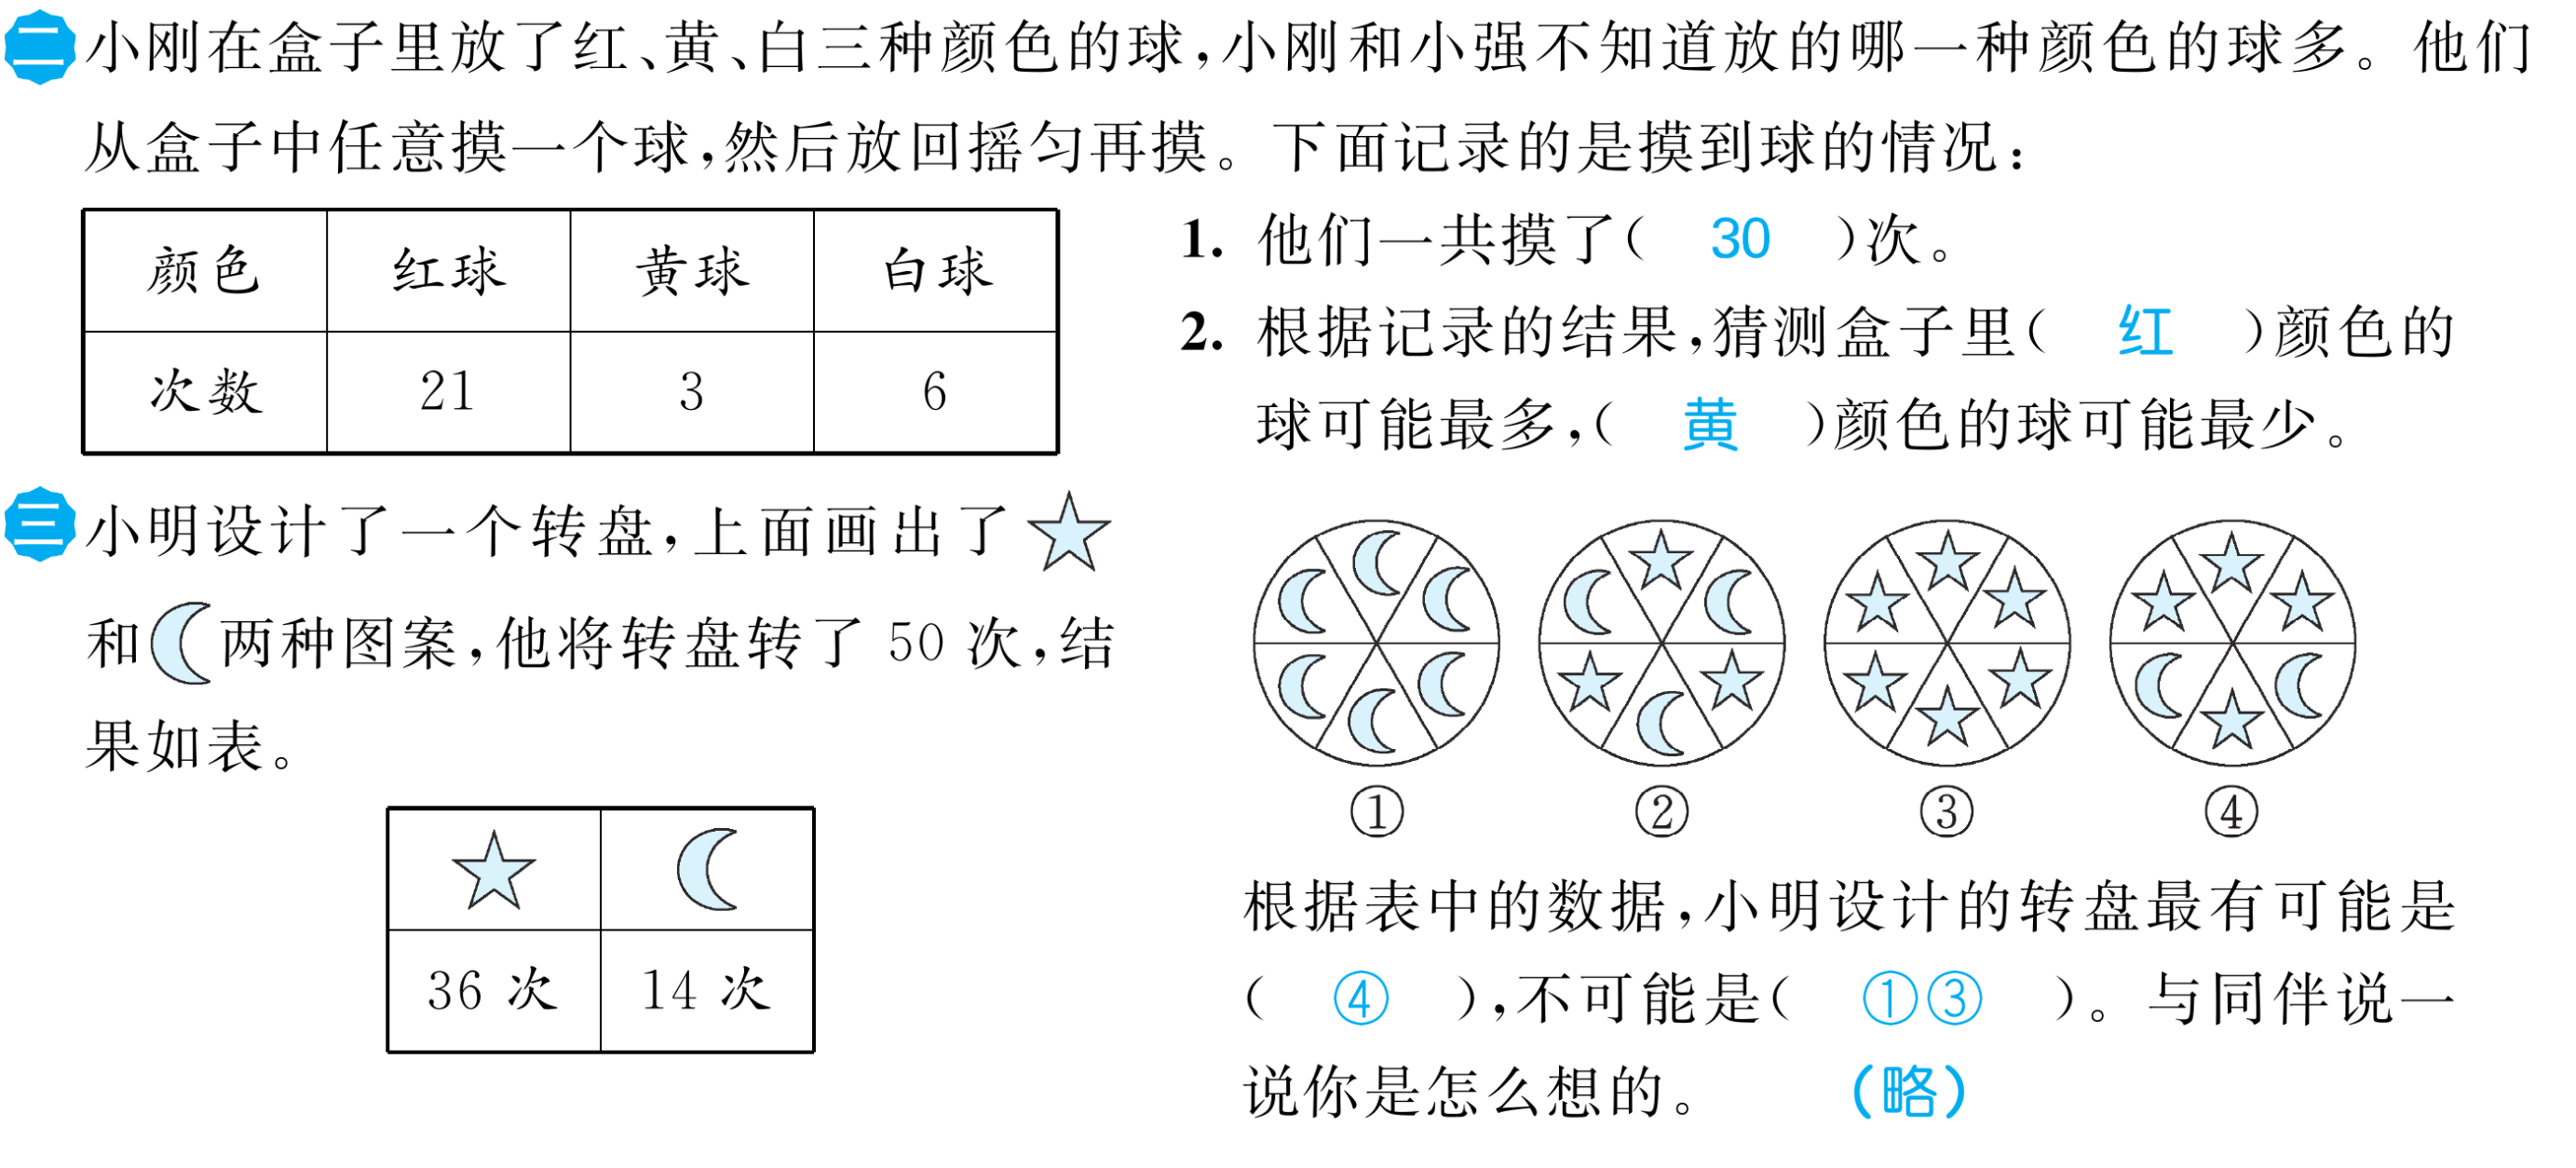 二 小刚在盒子里放了红、黄、白三种颜色的球,小刚和小强不知道放的哪一种颜色的球多。他们
从盒子中任意摸一个球,然后放回摇匀再摸。下面记录的是摸到球的情况:
颜色 红球 黄球 白球
次数 21 3 6
1. 他们一共摸了( 30 )次。
2. 根据记录的结果,猜测盒子里( 红 )颜色的
球可能最多,( 黄 )颜色的球可能最少。
三 小明设计了一个转盘,上面画出了
和 两种图案,他将转盘转了 50 次,结
果如表。
36 次 14 次
① ② ③ ④
根据表中的数据,小明设计的转盘最有可能是
( ④ ),不可能是( ①③ )。与同伴说一
说你是怎么想的。 (略)